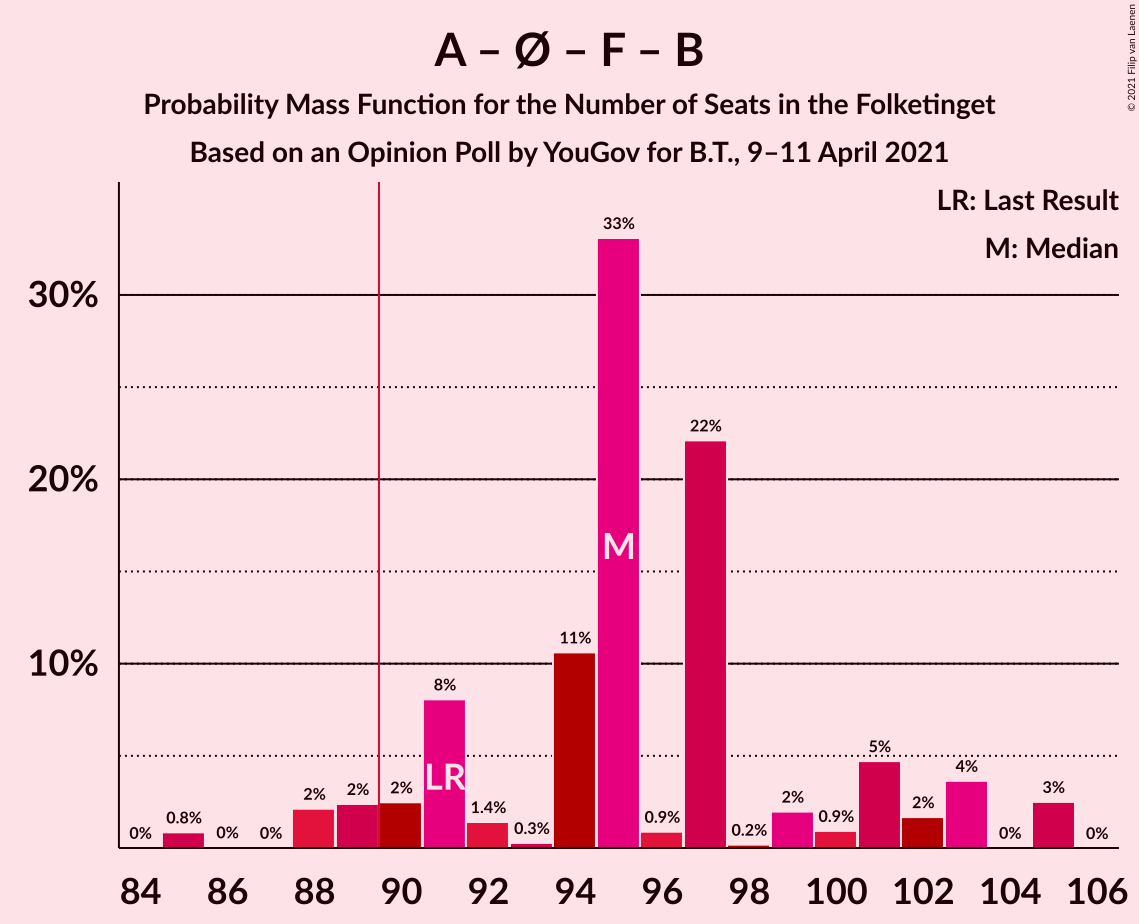 A – Ø – F – B
Probability Mass Function for the Number of Seats in the Folketinget
Based on an Opinion Poll by YouGov for B.T., 9–11 April 2021
© 2021 Filip van Laenen
LR: Last Result
M: Median
30%
20%
10%
0%
0.8%
0%
0%
2%
2%
2%
8%
1.4%
0.3%
11%
33%
0.9%
22%
0.2%
2%
0.9%
5%
2%
4%
0%
3%
0%
LR
M
84 86 88 90 92 94 96 98 100 102 104 106